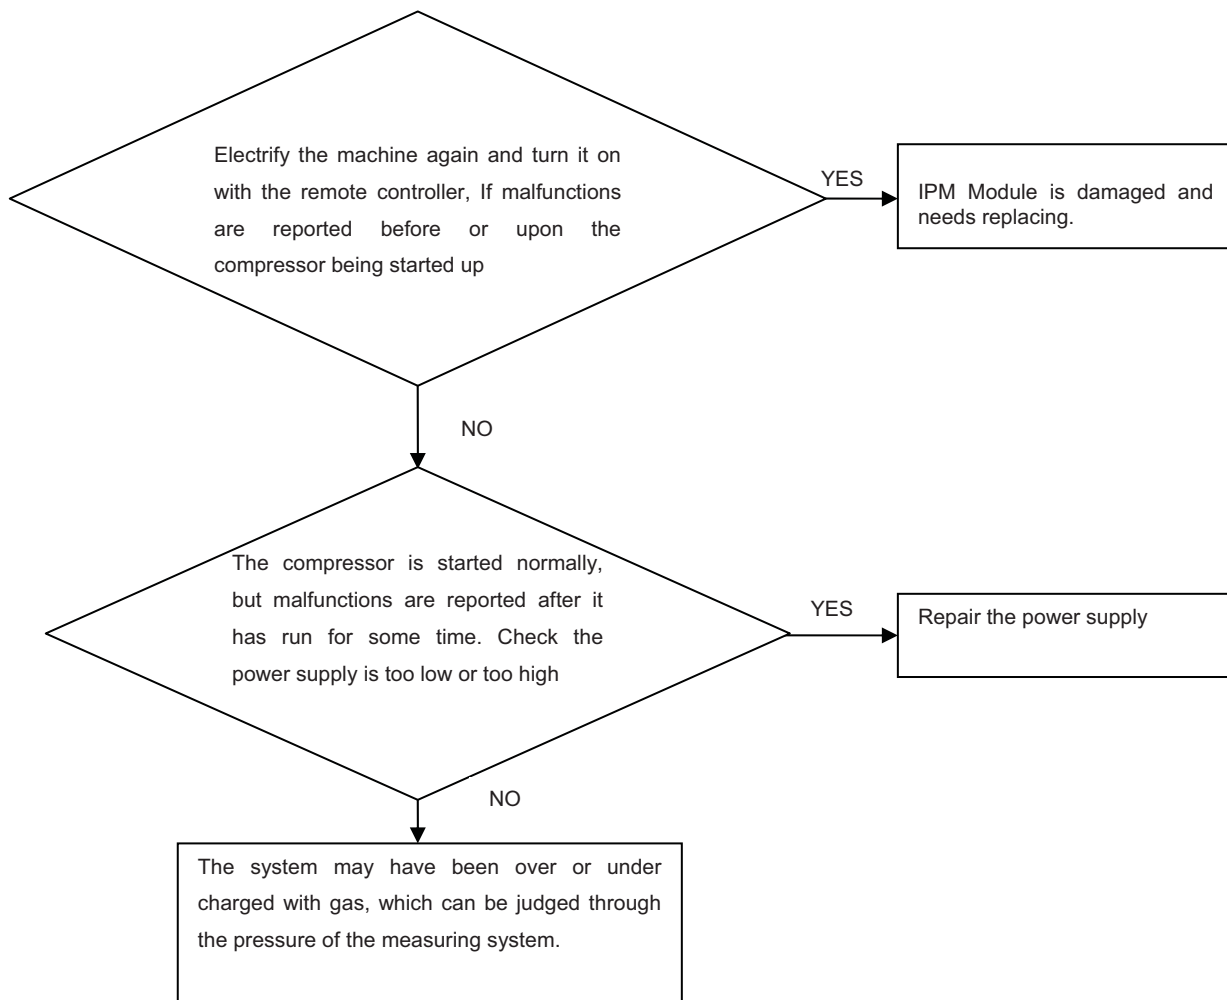 Electrify the machine again and turn it on
with the remote controller, If malfunctions
are reported before or upon the
compressor being started up
YES
IPM Module is damaged and
needs replacing.
NO
The compressor is started normally,
but malfunctions are reported after it
has run for some time. Check the
power supply is too low or too high
YES
Repair the power supply
NO
The system may have been over or under
charged with gas, which can be judged through
the pressure of the measuring system.